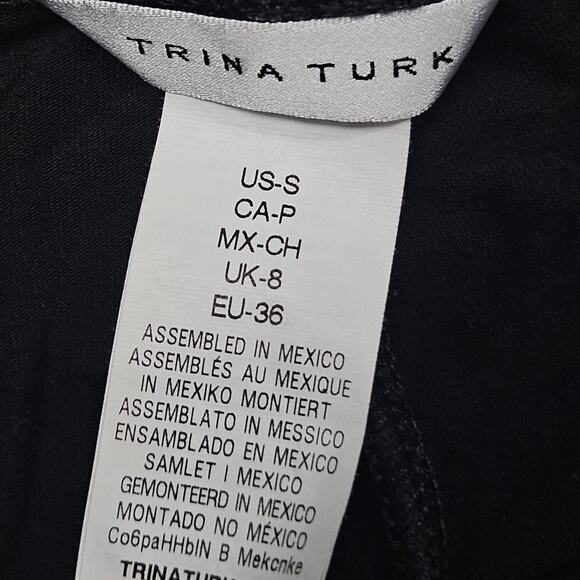 TRINA TURK
US-S
CA-P
MX-CH
UK-8
EU-36
ASSEMBLED IN MEXICO
ASSEMBLÉS AU MEXIQUE
IN MEXIKO MONTIERT
ASSEMBLATO IN MESSICO
ENSAMBLADO EN MEXICO
SAMLET I MEXICO
GEMONTEERD IN MEXICO
MONTADO NO MÉXICO
Co6paHHbIN B Mekcnke
TRINATURK